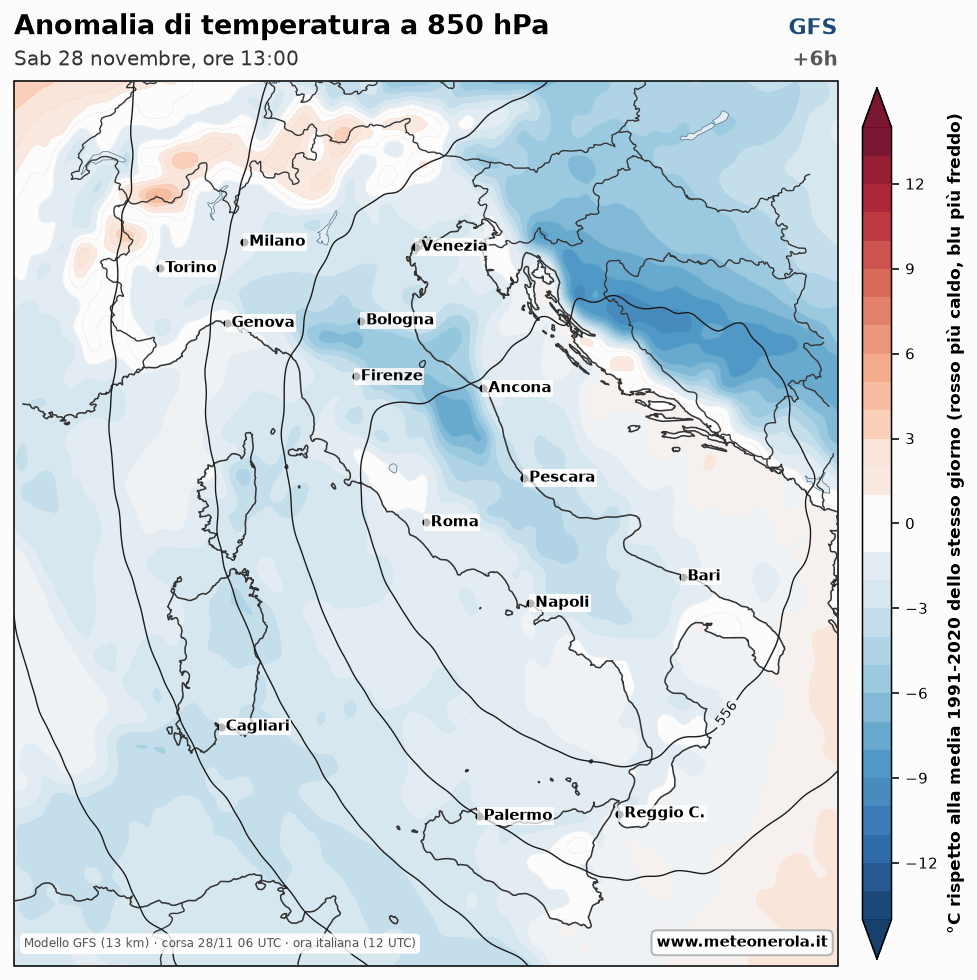 Anomalia di temperatura a 850 hPa
GFS
Sab 28 novembre, ore 13:00
+6h
Milano
Venezia
Torino
Genova
Bologna
Firenze
Ancona
Pescara
Roma
Bari
Napoli
556
Cagliari
Palermo
Reggio C.
12
9
6
3
0
−3
−6
−9
−12
°C rispetto alla media 1991-2020 dello stesso giorno (rosso più caldo, blu più freddo)
Modello GFS (13 km) · corsa 28/11 06 UTC · ora italiana (12 UTC)
www.meteonerola.it